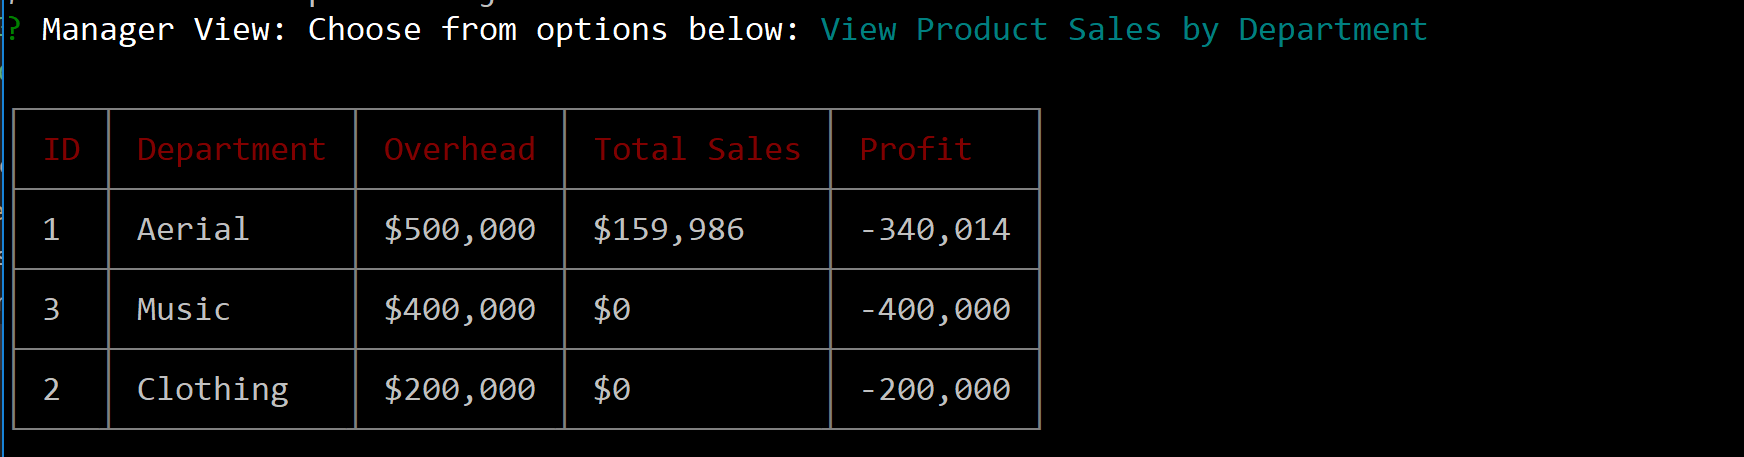 ? Manager View: Choose from options below: View Product Sales by Department
ID Department Overhead Total Sales Profit
1 Aerial $500,000 $159,986 -340,014
3 Music $400,000 $0 -400,000
2 Clothing $200,000 $0 -200,000